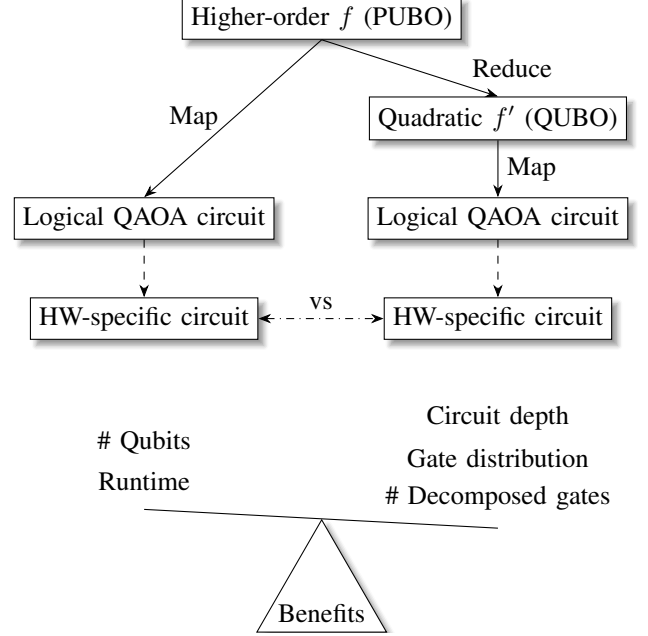 Higher-order f (PUBO)
Reduce
Map
Quadratic f′ (QUBO)
Map
Logical QAOA circuit
Logical QAOA circuit
vs
HW-specific circuit
HW-specific circuit
Circuit depth
# Qubits
Gate distribution
Runtime
# Decomposed gates
Benefits